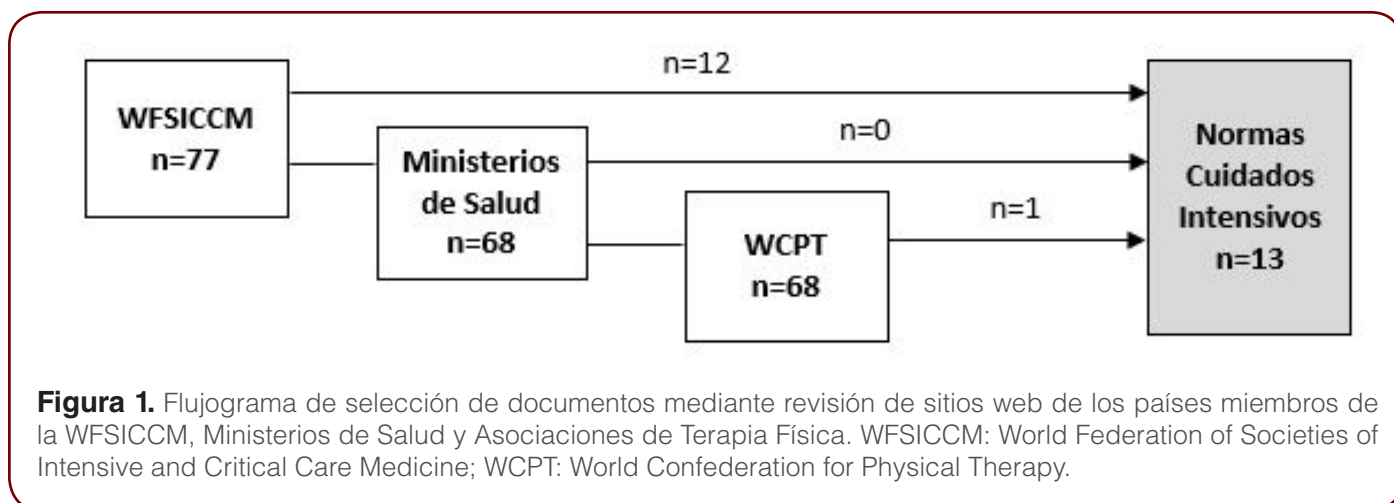 n=12
WFSICCM
n=77
n=0
Ministerios
de Salud
n=68
n=1
WCPT
n=68
Normas
Cuidados
Intensivos
n=13
Figura 1. Flujograma de selección de documentos mediante revisión de sitios web de los países miembros de
la WFSICCM, Ministerios de Salud y Asociaciones de Terapia Física. WFSICCM: World Federation of Societies of
Intensive and Critical Care Medicine; WCPT: World Confederation for Physical Therapy.